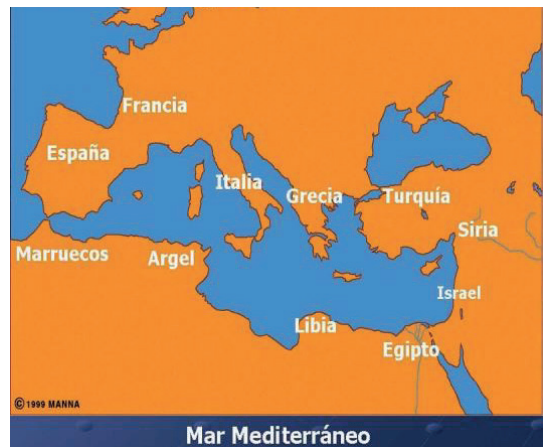 Francia
España
Italia
Grecia
Turquía
Siria
Marruecos
Argel
Israel
Libia
Egipto
© 1999 MANNA
Mar Mediterráneo